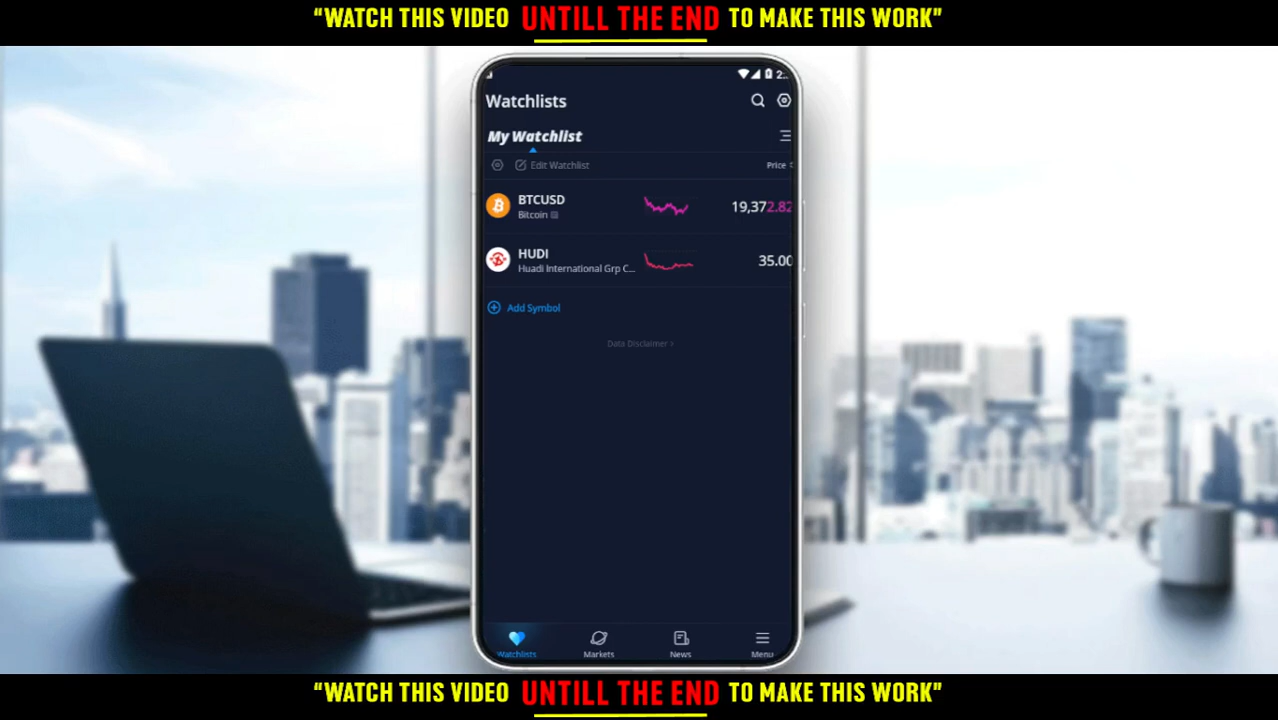 “WATCH THIS VIDEO UNTILL THE END TO MAKE THIS WORK”
2:
Watchlists
My Watchlist
Edit Watchlist
Price
BTCUSD
Bitcoin
19,372.82
HUDI
Huadi International Grp C...
35.00
Add Symbol
Data Disclaimer >
Watchlists
Markets
News
Menu
“WATCH THIS VIDEO UNTILL THE END TO MAKE THIS WORK”